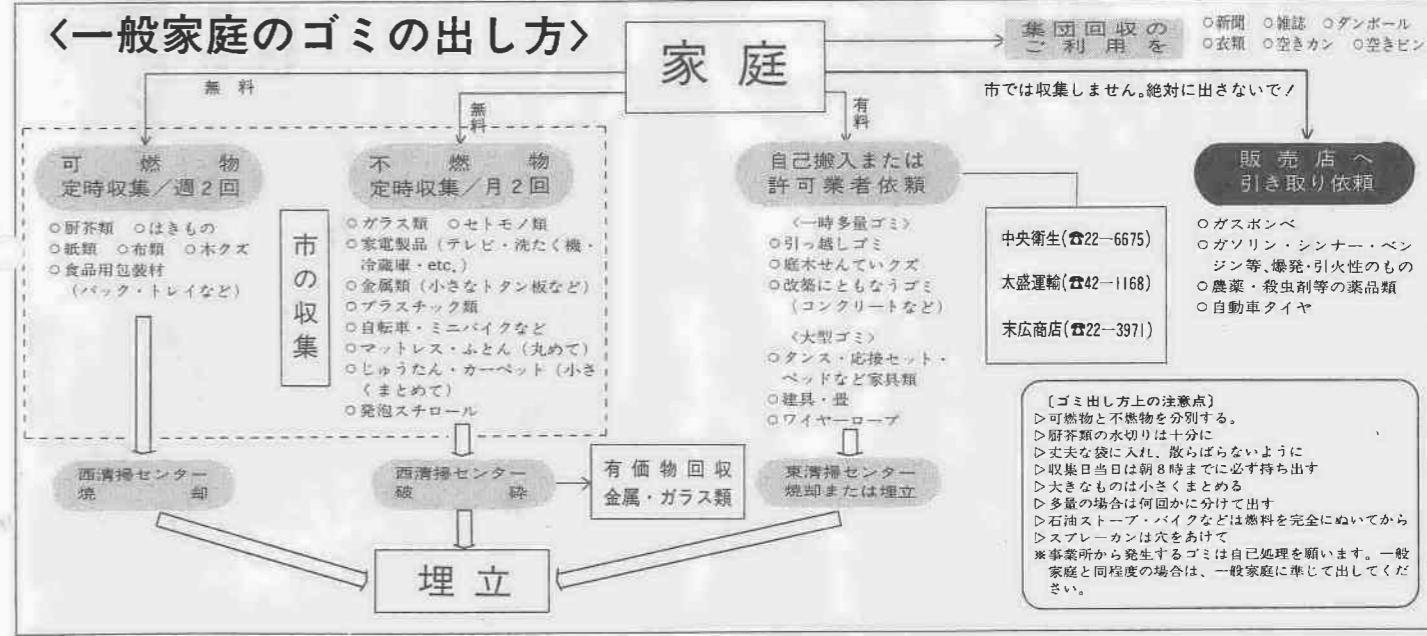 〈一般家庭のゴミの出し方〉
家庭
集団回収の
ご利用を
○新聞 ○雑誌 ○ダンボール
○衣類 ○空きカン ○空きビン
無料
無料
有料
市では収集しません。絶対に出さないで！
可燃物
定時収集／週2回
○厨芥類 ○はきもの
○紙類 ○布類 ○木クズ
○食品用包装材
（パック・トレイなど）
市の収集
不燃物
定時収集／月2回
○ガラス類 ○セトモノ類
○家電製品（テレビ・洗たく機・
冷蔵庫・etc.）
○金属類（小さなトタン板など）
○プラスチック類
○自転車・ミニバイクなど
○マットレス・ふとん（丸めて）
○じゅうたん・カーペット（小さ
くまとめて）
○発泡スチロール
自己搬入または
許可業者依頼
〈一時多量ゴミ〉
○引っ越しゴミ
○庭木せんていクズ
○改築にともなうゴミ
（コンクリートなど）
〈大型ゴミ〉
○タンス・応接セット・
ベッドなど家具類
○建具・畳
○ワイヤーロープ
中央衛生(☎22―6675)
太盛運輸(☎42―1168)
末広商店(☎22―3971)
販売店へ
引き取り依頼
○ガスボンベ
○ガソリン・シンナー・ベン
ジン等、爆発・引火性のもの
○農薬・殺虫剤等の薬品類
○自動車タイヤ
西清掃センター
焼却
西清掃センター
破砕
有価物回収
金属・ガラス類
東清掃センター
焼却または埋立
埋立
〔ゴミ出し方上の注意点〕
▷可燃物と不燃物を分別する。
▷厨芥類の水切りは十分に
▷丈夫な袋に入れ、散らばらないように
▷収集日当日は朝8時までに必ず持ち出す
▷大きなものは小さくまとめる
▷多量の場合は何回かに分けて出す
▷石油ストーブ・バイクなどは燃料を完全にぬいてから
▷スプレーカンは穴をあけて
※事業所から発生するゴミは自己処理を願います。一般
家庭と同程度の場合は、一般家庭に準じて出してくだ
さい。